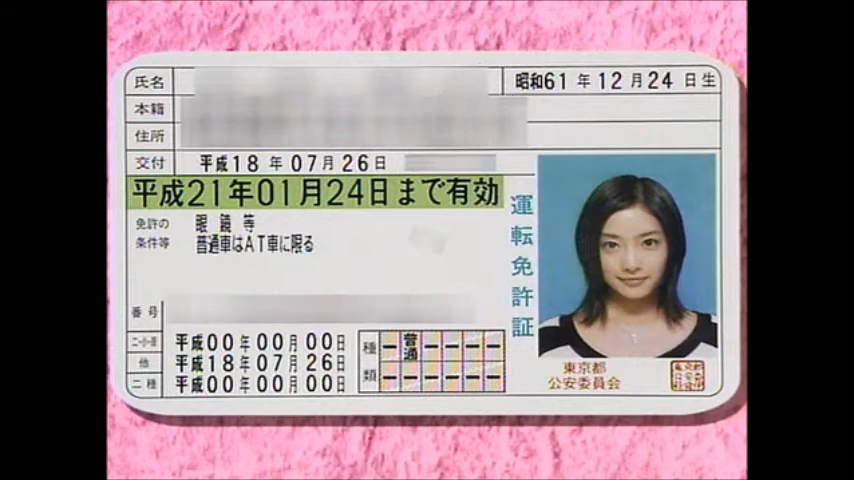 氏名
昭和61年12月24日生
本籍
住所
交付 平成18年07月26日
平成21年01月24日まで有効
免許の
条件等
眼鏡等
普通車はAT車に限る
運転免許証
番号
二・小・原 平成00年00月00日
他 平成18年07月26日
二種 平成00年00月00日
種類
普通
東京都
公安委員会